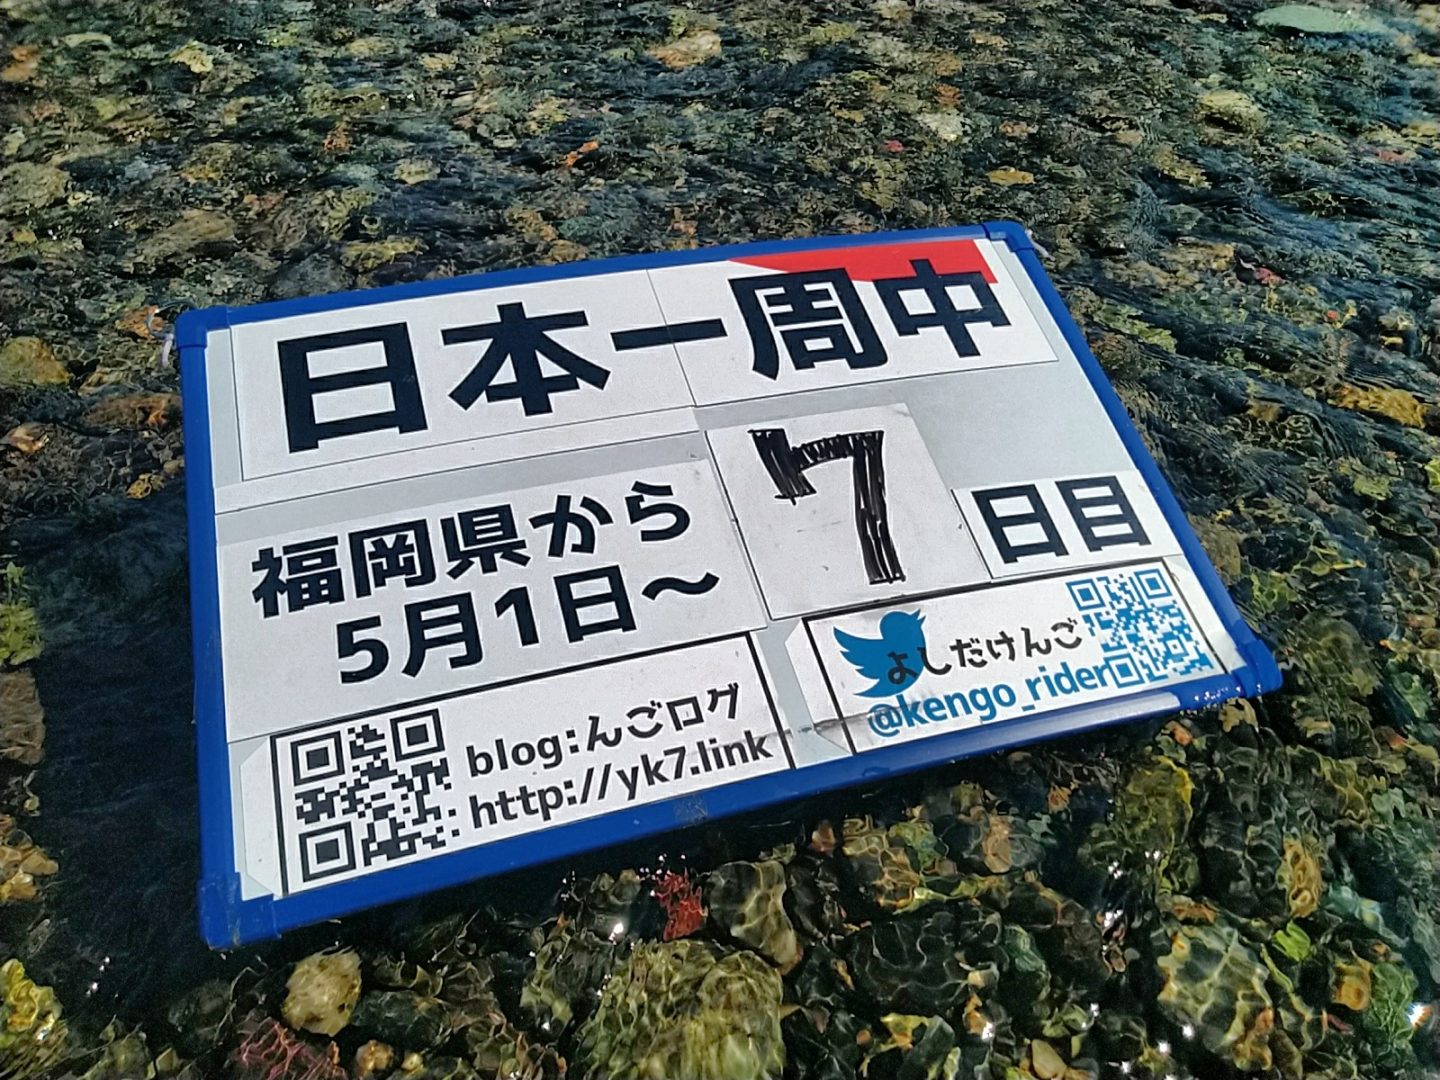 日本一周中
福岡県から
5月1日～
7
日目
blog:んごログ
http://yk7.link
よしだけんご
@kengo_rider